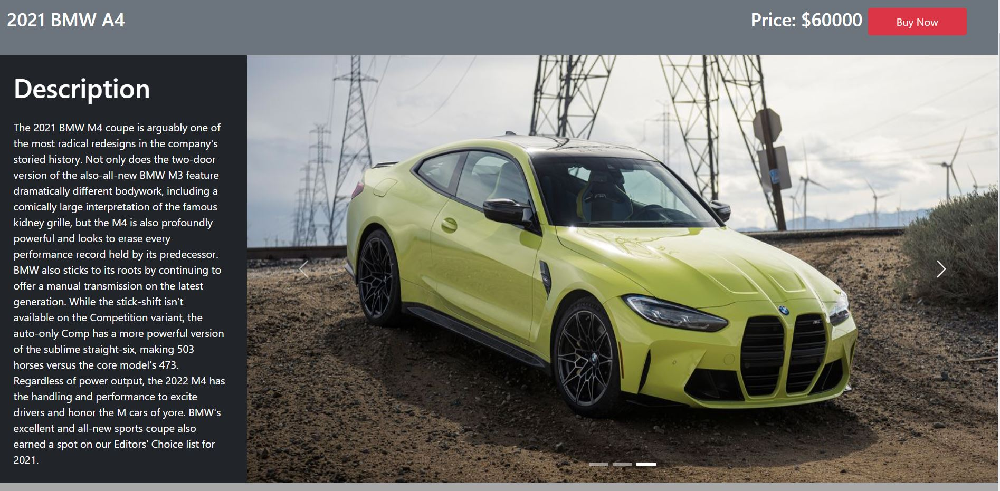 2021 BMW A4
Price: $60000
Buy Now
Description
The 2021 BMW M4 coupe is arguably one of
the most radical redesigns in the company's
storied history. Not only does the two-door
version of the also-all-new BMW M3 feature
dramatically different bodywork, including a
comically large interpretation of the famous
kidney grille, but the M4 is also profoundly
powerful and looks to erase every
performance record held by its predecessor.
BMW also sticks to its roots by continuing to
offer a manual transmission on the latest
generation. While the stick-shift isn't
available on the Competition variant, the
auto-only Comp has a more powerful version
of the sublime straight-six, making 503
horses versus the core model's 473.
Regardless of power output, the 2022 M4 has
the handling and performance to excite
drivers and honor the M cars of yore. BMW's
excellent and all-new sports coupe also
earned a spot on our Editors' Choice list for
2021.